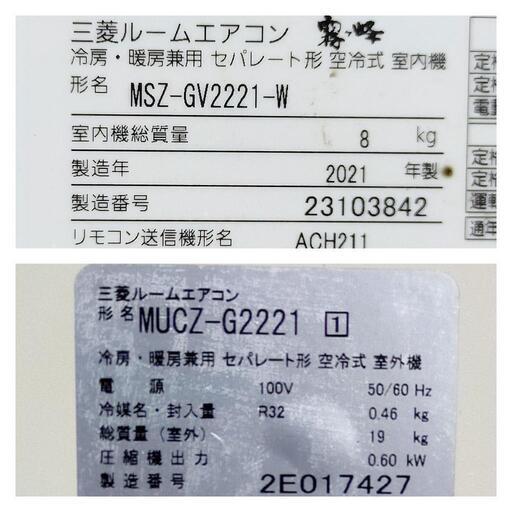 三菱ルームエアコン 霧ヶ峰
冷房・暖房兼用 セパレート形 空冷式 室内機
形名 MSZ-GV2221-W
室内機総質量 8 kg
製造年 2021 年製
製造番号 23103842
リモコン送信機形名 ACH211
三菱ルームエアコン
形名 MUCZ-G2221 1
冷房・暖房兼用 セパレート形 空冷式 室外機
電源 100V 50/60 Hz
冷媒名・封入量 R32 0.46 kg
総質量(室外) 19 kg
圧縮機出力 0.60 kW
製造番号 2E017427